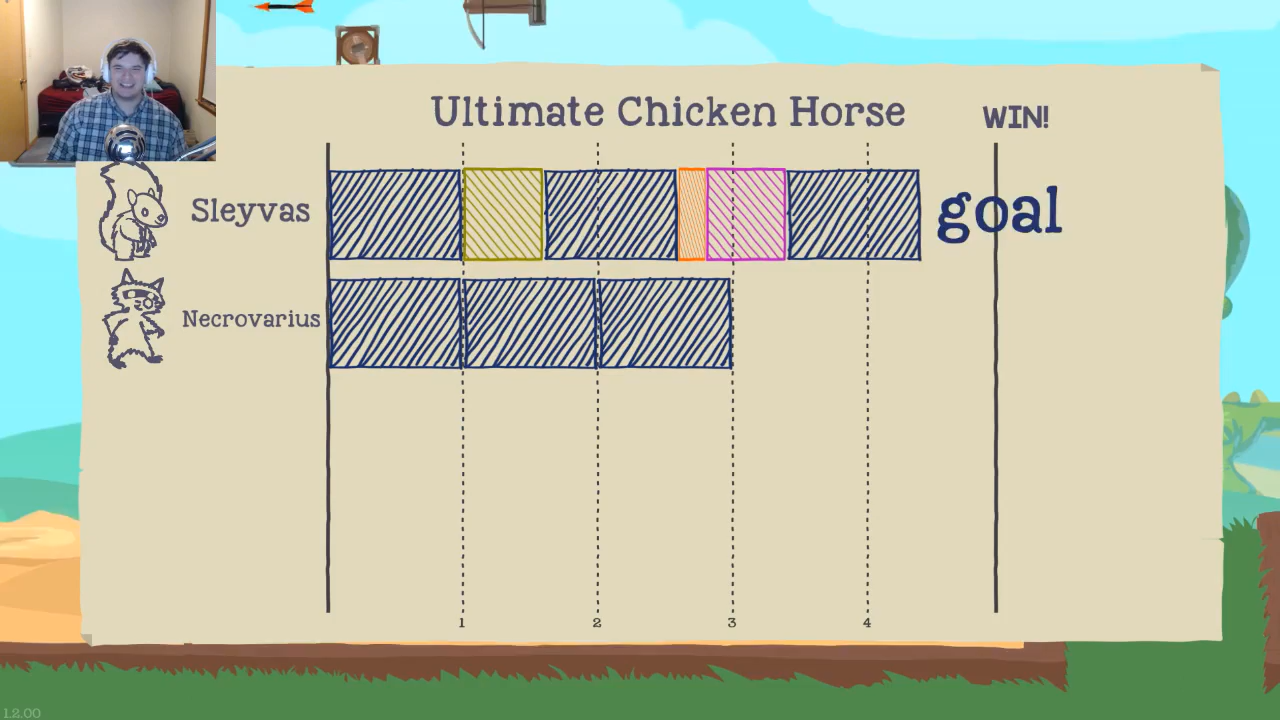 Ultimate Chicken Horse
WIN!
Sleyvas
goal
Necrovarius
1 2 3 4
1.2.00